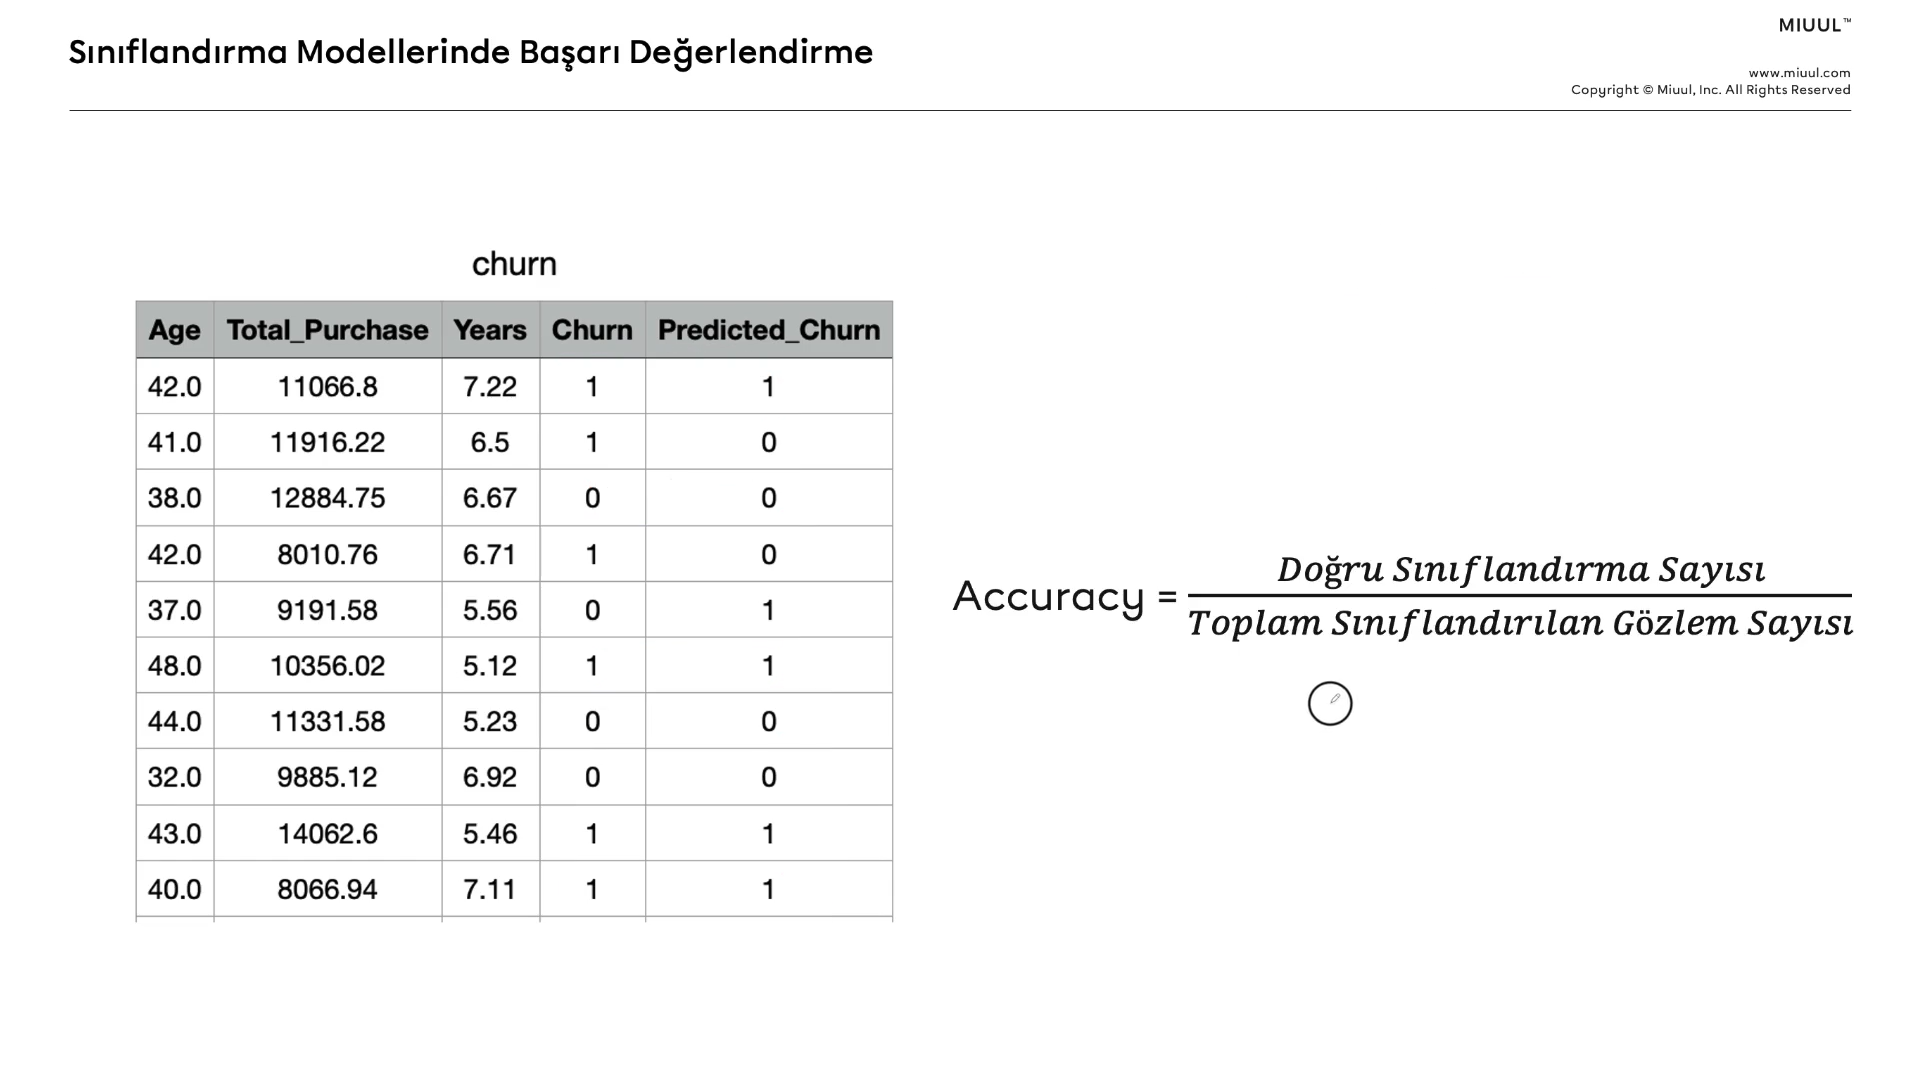 MIUUL™
Sınıflandırma Modellerinde Başarı Değerlendirme
www.miuul.com
Copyright © Miuul, Inc. All Rights Reserved
churn
Age Total_Purchase Years Churn Predicted_Churn
42.0 11066.8 7.22 1 1
41.0 11916.22 6.5 1 0
38.0 12884.75 6.67 0 0
42.0 8010.76 6.71 1 0
37.0 9191.58 5.56 0 1
48.0 10356.02 5.12 1 1
44.0 11331.58 5.23 0 0
32.0 9885.12 6.92 0 0
43.0 14062.6 5.46 1 1
40.0 8066.94 7.11 1 1
Doğru Sınıflandırma Sayısı
Accuracy =
Toplam Sınıflandırılan Gözlem Sayısı